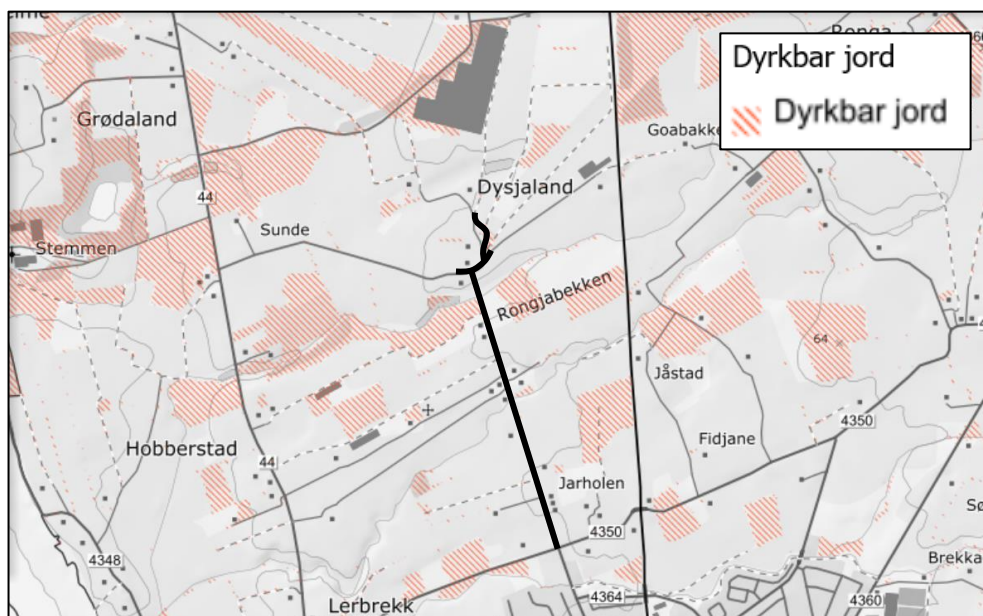 Dyrkbar jord
Dyrkbar jord
Grødaland
Goabakke
44
Dysjaland
Sunde
Stemmen
Rongjabekken
64
Jåstad
4350
Hobberstad
Fidjane
44
Jarholen
4350
4348
Brekka
Lerbrekk
4364
4360